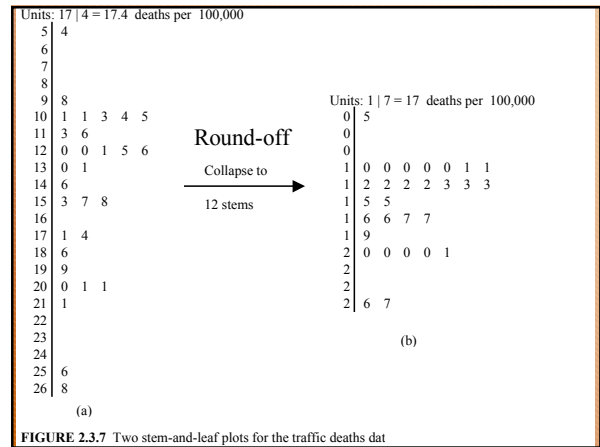 Units: 17 | 4 = 17.4 deaths per 100,000
5 | 4
6
7
8
9 | 8
10 | 1 1 3 4 5
11 | 3 6
12 | 0 0 1 5 6
13 | 0 1
14 | 6
15 | 3 7 8
16
17 | 1 4
18 | 6
19 | 9
20 | 0 1 1
21 | 1
22
23
24
25 | 6
26 | 8
(a)
Round-off
Collapse to
12 stems
Units: 1 | 7 = 17 deaths per 100,000
0 | 5
0
0
1 | 0 0 0 0 0 1 1
1 | 2 2 2 2 3 3 3
1 | 5 5
1 | 6 6 7 7
1 | 9
2 | 0 0 0 0 1
2
2
2 | 6 7
(b)
FIGURE 2.3.7 Two stem-and-leaf plots for the traffic deaths dat